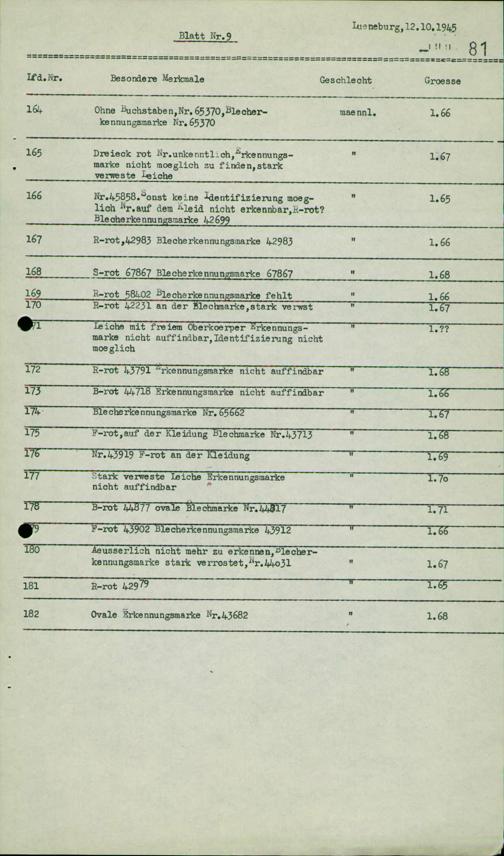 Lueneburg,12.10.1945
Blatt Nr.9
81
Lfd.Nr. Besondere Merkmale Geschlecht Groesse
164 Ohne Buchstaben,Nr.65370,Blecher- maennl. 1.66
kennungsmarke Nr.65370
165 Dreieck rot Nr.unkenntlich,Erkennungs- " 1.67
marke nicht moeglich zu finden,stark
verweste Leiche
166 Nr.45858.Sonst keine Identifizierung moeg- " 1.65
lich Nr.auf dem Kleid nicht erkennbar,R-rot?
Blecherkennungsmarke 42699
167 R-rot,42983 Blecherkennungsmarke 42983 " 1.66
168 S-rot 67867 Blecherkennungsmarke 67867 " 1.68
169 R-rot 58402 Blecherkennungsmarke fehlt " 1.66
170 R-rot 42231 an der Blechmarke,stark verwst " 1.67
71 Leiche mit freiem Oberkoerper Erkennungs- " 1.??
marke nicht auffindbar,Identifizierung nicht
moeglich
172 R-rot 43791 Erkennungsmarke nicht auffindbar " 1.68
173 B-rot 44718 Erkennungsmarke nicht auffindbar " 1.66
174 Blecherkennungsmarke Nr.65662 " 1.67
175 F-rot,auf der Kleidung Blechmarke Nr.43713 " 1.68
176 Nr.43919 F-rot an der Kleidung " 1.69
177 Stark verweste Leiche Erkennungsmarke " 1.7o
nicht auffindbar
178 B-rot 44877 ovale Blechmarke Nr.44817 " 1.71
79 F-rot 43902 Blecherkennungsmarke 43912 " 1.66
180 Aeusserlich nicht mehr zu erkennen,Blecher-
kennungsmarke stark verrostet,Nr.44o31 " 1.67
181 R-rot 42979 " 1.65
182 Ovale Erkennungsmarke Nr.43682 " 1.68